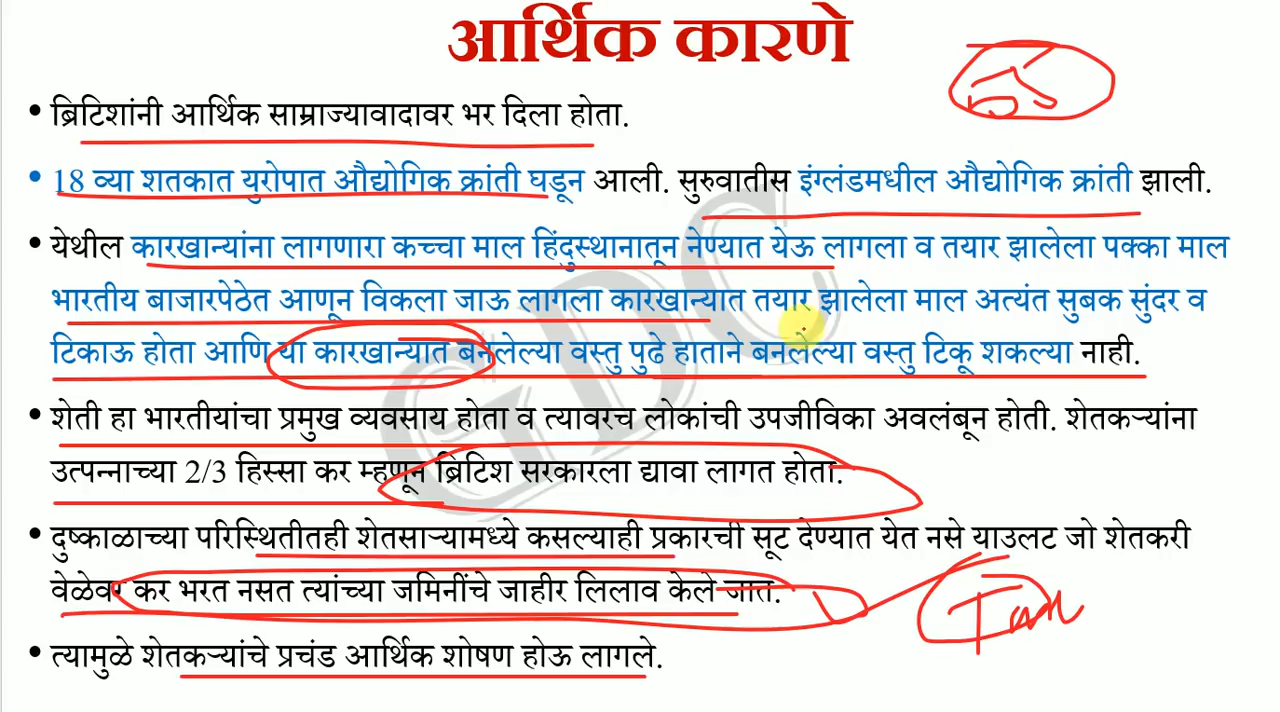 आर्थिक कारणे
• ब्रिटिशांनी आर्थिक साम्राज्यावादावर भर दिला होता.
• 18 व्या शतकात युरोपात औद्योगिक क्रांती घडून आली. सुरुवातीस इंग्लंडमधील औद्योगिक क्रांती झाली.
• येथील कारखान्यांना लागणारा कच्चा माल हिंदुस्थानातून नेण्यात येऊ लागला व तयार झालेला पक्का माल
भारतीय बाजारपेठेत आणून विकला जाऊ लागला कारखान्यात तयार झालेला माल अत्यंत सुबक सुंदर व
टिकाऊ होता आणि या कारखान्यात बनलेल्या वस्तु पुढे हाताने बनलेल्या वस्तु टिकू शकल्या नाही.
• शेती हा भारतीयांचा प्रमुख व्यवसाय होता व त्यावरच लोकांची उपजीविका अवलंबून होती. शेतकऱ्यांना
उत्पन्नाच्या 2/3 हिस्सा कर म्हणून ब्रिटिश सरकारला द्यावा लागत होता.
• दुष्काळाच्या परिस्थितीतही शेतसाऱ्यामध्ये कसल्याही प्रकारची सूट देण्यात येत नसे याउलट जो शेतकरी
वेळेवर कर भरत नसत त्यांच्या जमिनींचे जाहीर लिलाव केले जात.
• त्यामुळे शेतकऱ्यांचे प्रचंड आर्थिक शोषण होऊ लागले.
GDC